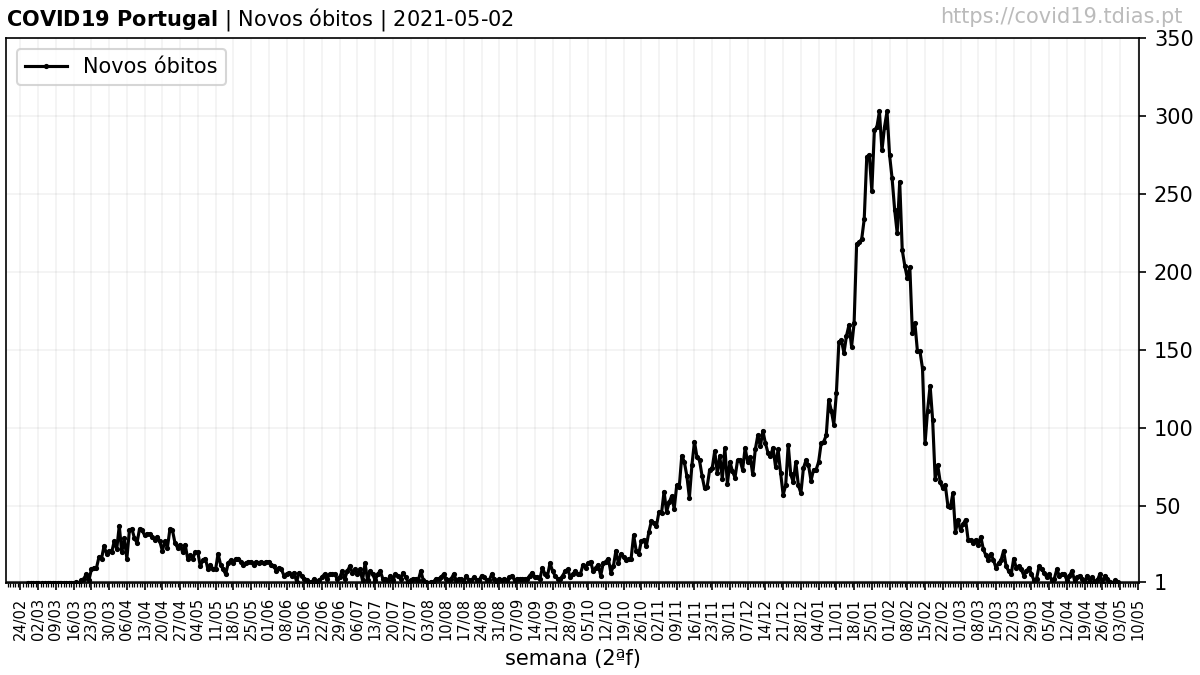 COVID19 Portugal | Novos óbitos | 2021-05-02
https://covid19.tdias.pt
Novos óbitos
350
300
250
200
150
100
50
1
24/02 02/03 09/03 16/03 23/03 30/03 06/04 13/04 20/04 27/04 04/05 11/05 18/05 25/05 01/06 08/06 15/06 22/06 29/06 06/07 13/07 20/07 27/07 03/08 10/08 17/08 24/08 31/08 07/09 14/09 21/09 28/09 05/10 12/10 19/10 26/10 02/11 09/11 16/11 23/11 30/11 07/12 14/12 21/12 28/12 04/01 11/01 18/01 25/01 01/02 08/02 15/02 22/02 01/03 08/03 15/03 22/03 29/03 05/04 12/04 19/04 26/04 03/05 10/05
semana (2ªf)